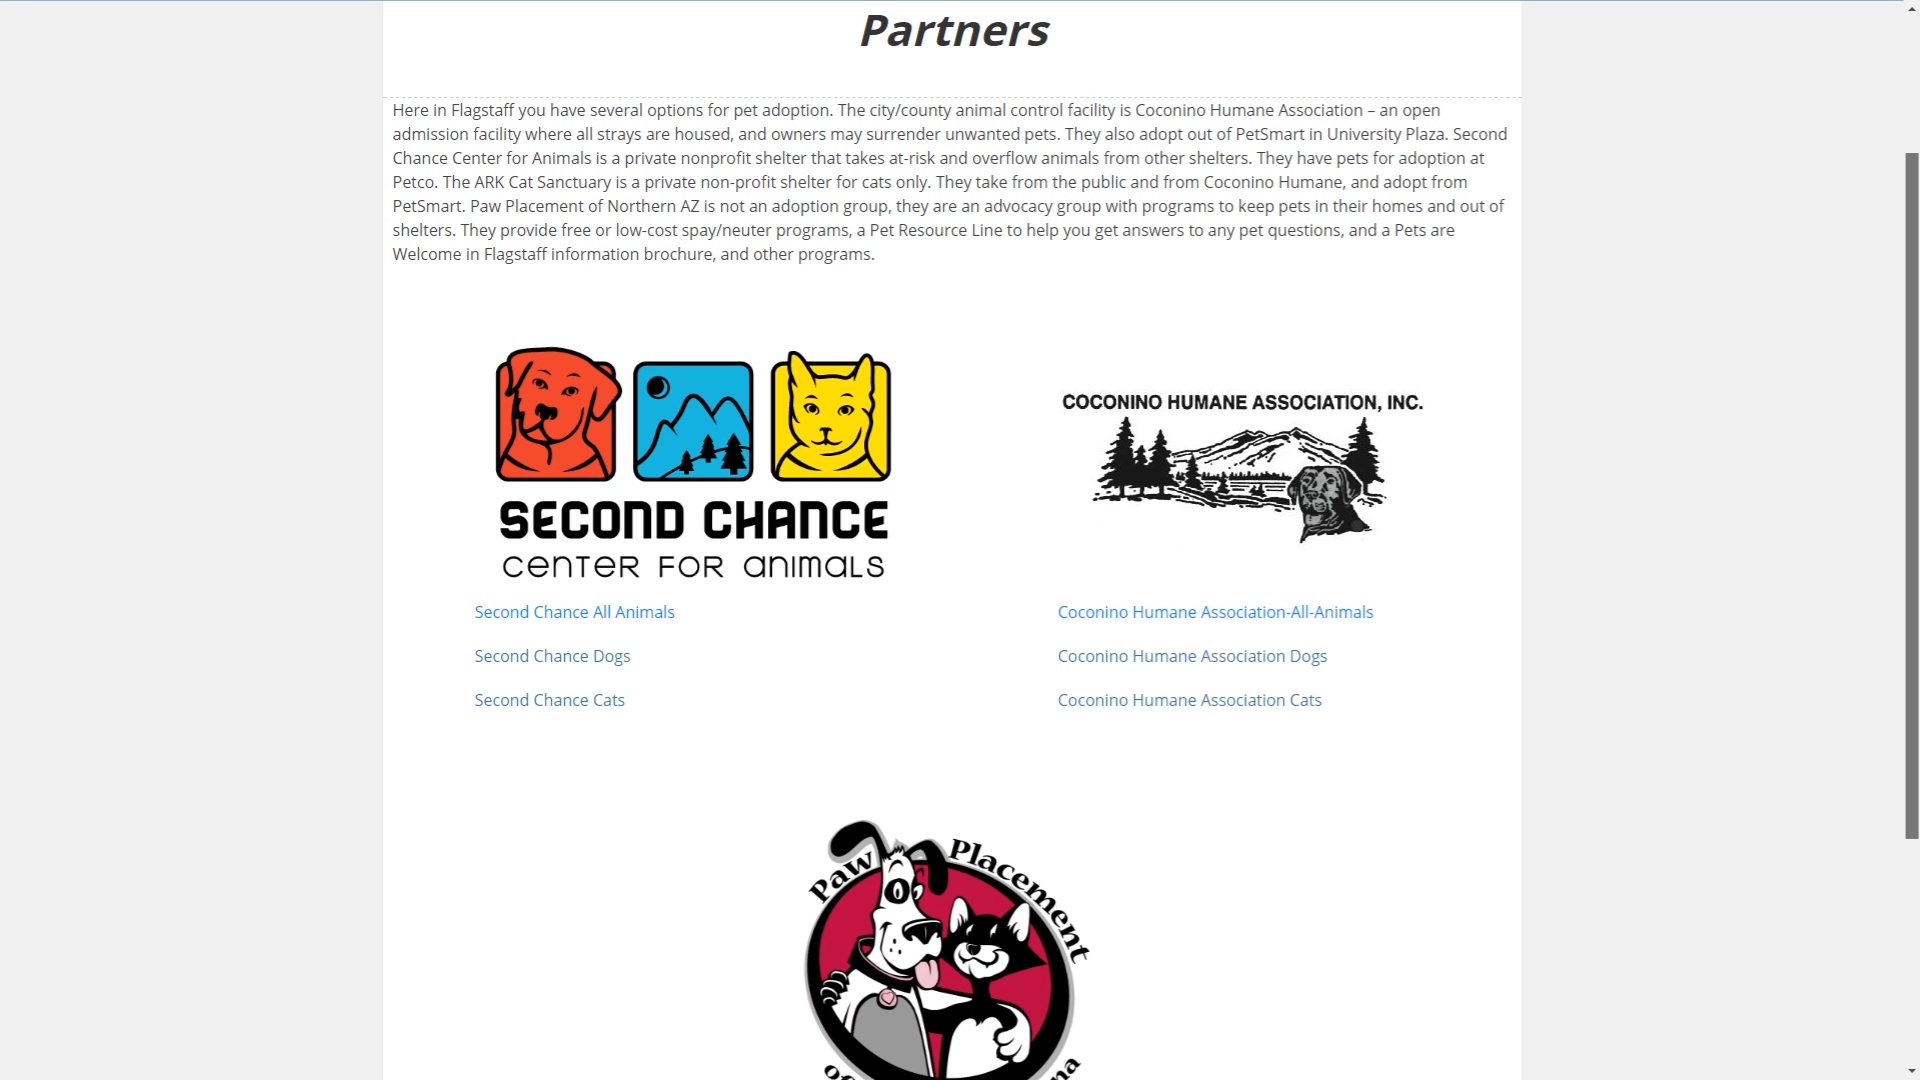 Partners
Here in Flagstaff you have several options for pet adoption. The city/county animal control facility is Coconino Humane Association – an open
admission facility where all strays are housed, and owners may surrender unwanted pets. They also adopt out of PetSmart in University Plaza. Second
Chance Center for Animals is a private nonprofit shelter that takes at-risk and overflow animals from other shelters. They have pets for adoption at
Petco. The ARK Cat Sanctuary is a private non-profit shelter for cats only. They take from the public and from Coconino Humane, and adopt from
PetSmart. Paw Placement of Northern AZ is not an adoption group, they are an advocacy group with programs to keep pets in their homes and out of
shelters. They provide free or low-cost spay/neuter programs, a Pet Resource Line to help you get answers to any pet questions, and a Pets are
Welcome in Flagstaff information brochure, and other programs.
SECOND CHANCE
CENTER FOR ANIMALS
Second Chance All Animals
Second Chance Dogs
Second Chance Cats
COCONINO HUMANE ASSOCIATION, INC.
Coconino Humane Association-All-Animals
Coconino Humane Association Dogs
Coconino Humane Association Cats
Paw Placement